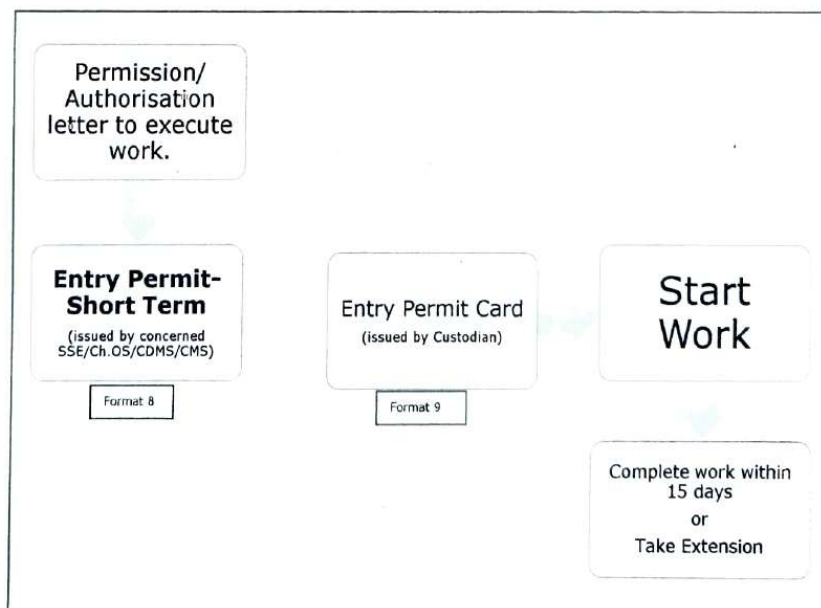 Permission/
Authorisation
letter to execute
work.
Entry Permit-
Short Term
(issued by concerned
SSE/Ch.OS/CDMS/CMS)
Format 8
Entry Permit Card
(issued by Custodian)
Format 9
Start
Work
Complete work within
15 days
or
Take Extension